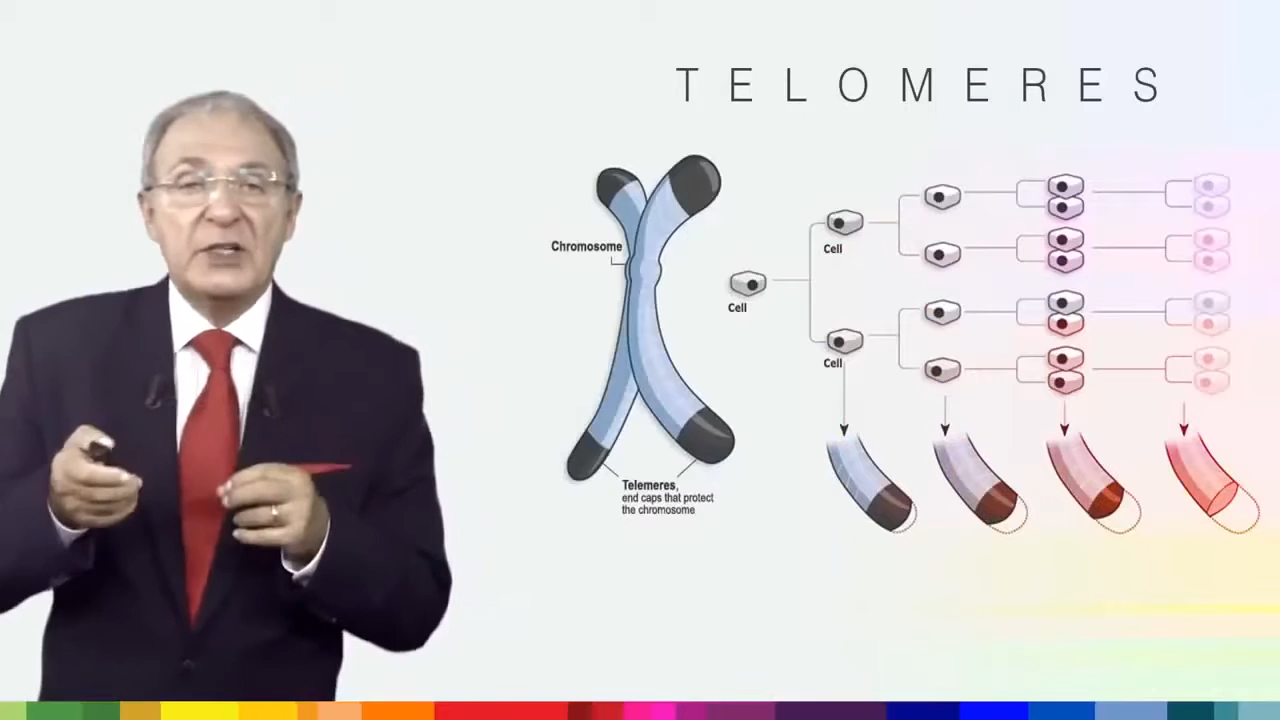 TELOMERES
Chromosome
Cell
Cell
Cell
Telemeres,
end caps that protect
the chromosome